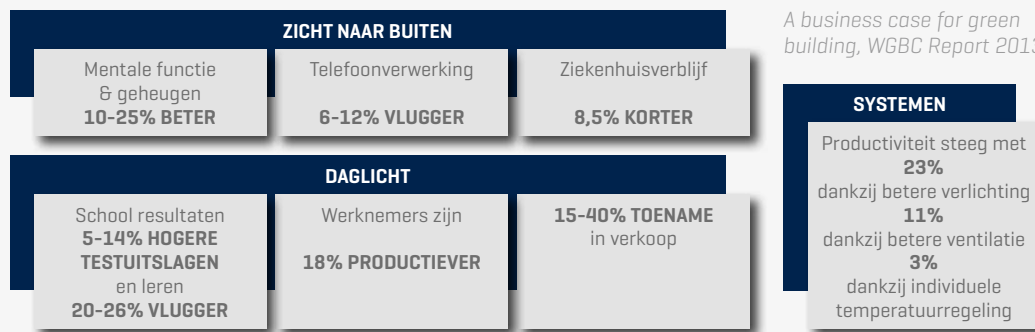 ZICHT NAAR BUITEN
Mentale functie
& geheugen
10-25% BETER
Telefoonverwerking
6-12% VLUGGER
Ziekenhuisverblijf
8,5% KORTER
DAGLICHT
School resultaten
5-14% HOGERE
TESTUITSLAGEN
en leren
20-26% VLUGGER
Werknemers zijn
18% PRODUCTIEVER
15-40% TOENAME
in verkoop
A business case for green
building, WGBC Report 2013
SYSTEMEN
Productiviteit steeg met
23%
dankzij betere verlichting
11%
dankzij betere ventilatie
3%
dankzij individuele
temperatuurregeling